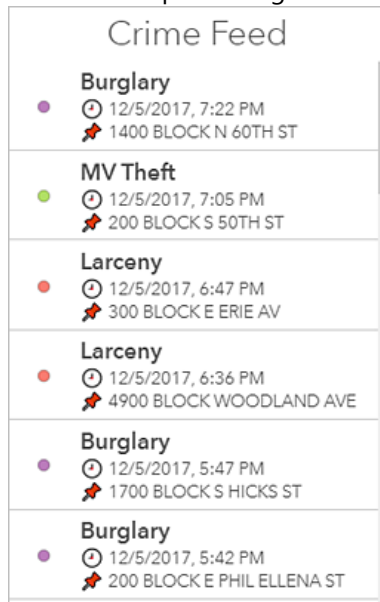 Crime Feed
Burglary
12/5/2017, 7:22 PM
1400 BLOCK N 60TH ST
MV Theft
12/5/2017, 7:05 PM
200 BLOCK S 50TH ST
Larceny
12/5/2017, 6:47 PM
300 BLOCK E ERIE AV
Larceny
12/5/2017, 6:36 PM
4900 BLOCK WOODLAND AVE
Burglary
12/5/2017, 5:47 PM
1700 BLOCK S HICKS ST
Burglary
12/5/2017, 5:42 PM
200 BLOCK E PHIL ELLENA ST